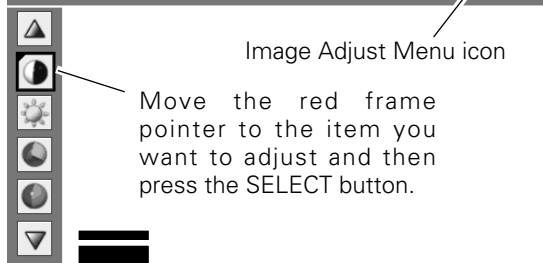 Image Adjust Menu icon
Move the red frame
pointer to the item you
want to adjust and then
press the SELECT button.